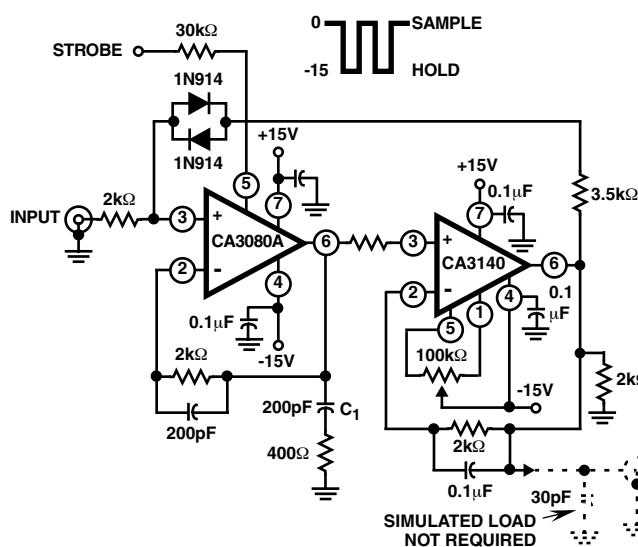 30kΩ
0
SAMPLE
STROBE
-15
HOLD
1N914
1N914
+15V
+15V
0.1µF
2kΩ
5
7
7
3.5kΩ
INPUT
3
+
CA3080A
6
3
+
CA3140
6
2
-
4
2
-
4
0.1
µF
0.1µF
5
1
-15V
100kΩ
2kΩ
-15V
2kΩ
200pF
200pF
C1
2kΩ
400Ω
0.1µF
30pF
SIMULATED LOAD
NOT REQUIRED